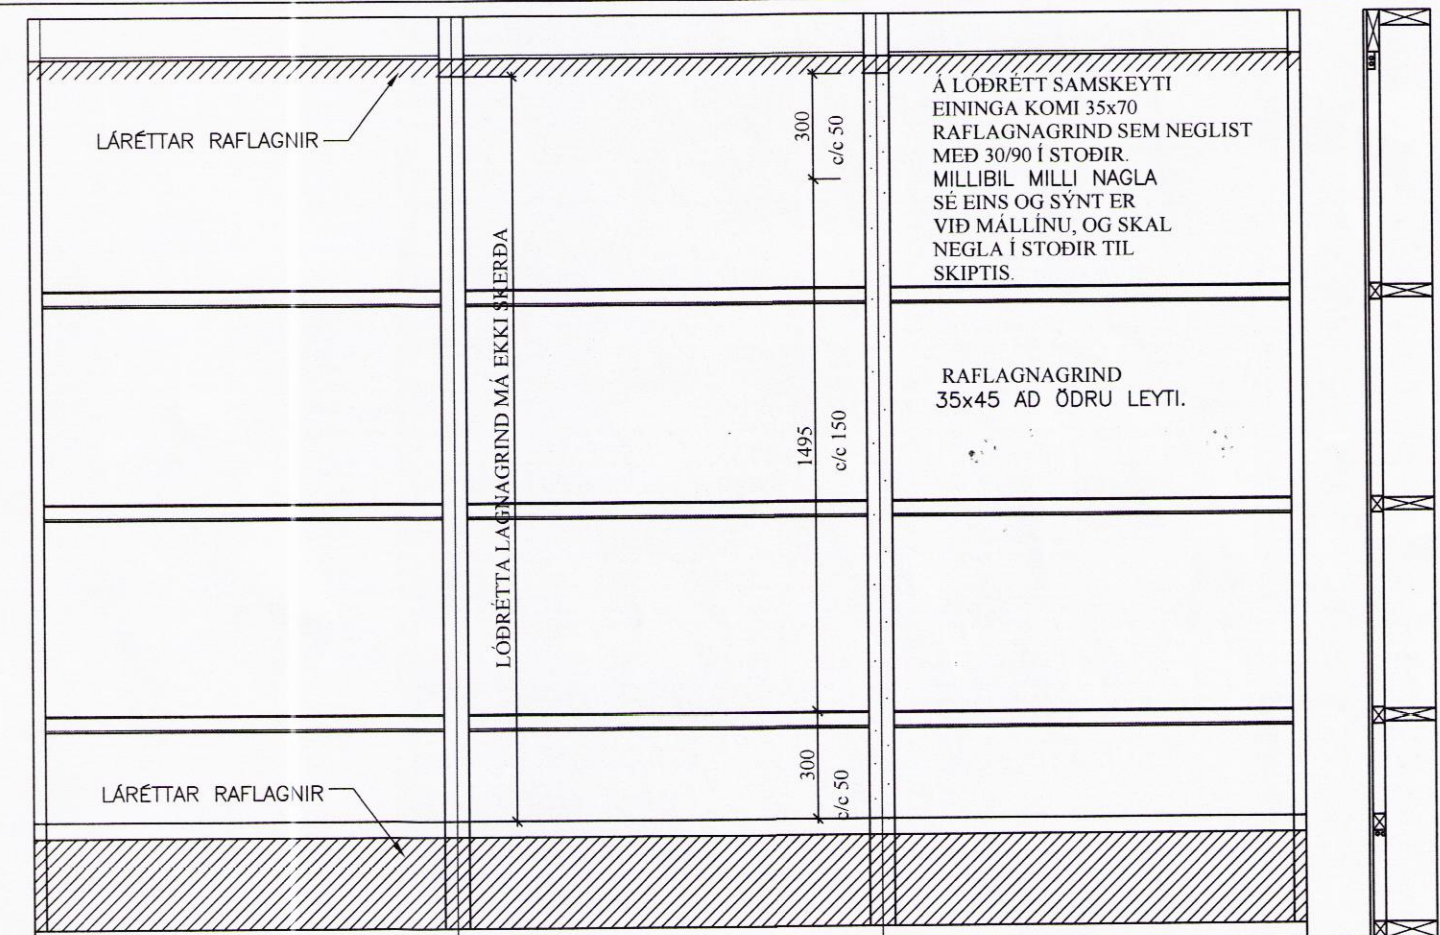 LÁRÉTTAR RAFLAGNIR
300
c/c 50
Á LÓÐRÉTT SAMSKEYTI
EININGA KOMI 35x70
RAFLAGNAGRIND SEM NEGLIST
MEÐ 30/90 Í STOÐIR.
MILLIBIL MILLI NAGLA
SÉ EINS OG SÝNT ER
VIÐ MÁLLÍNU, OG SKAL
NEGLA Í STOÐIR TIL
SKIPTIS.
LÓÐRÉTTA LAGNAGRIND MÁ EKKI SKERÐA
RAFLAGNAGRIND
35x45 AÐ ÖÐRU LEYTI.
1495
c/c 150
300
c/c 50
LÁRÉTTAR RAFLAGNIR